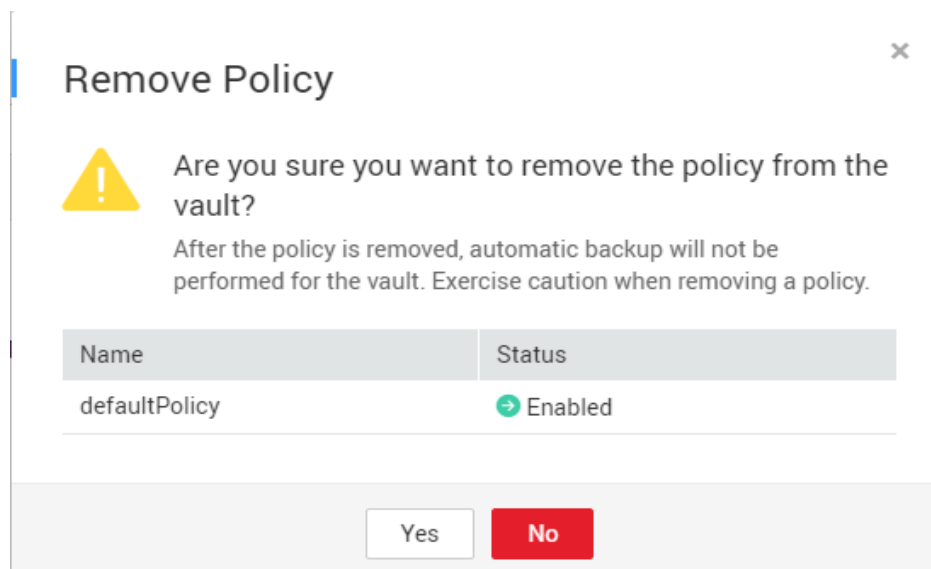 Remove Policy
Are you sure you want to remove the policy from the
vault?
After the policy is removed, automatic backup will not be
performed for the vault. Exercise caution when removing a policy.
Name Status
defaultPolicy Enabled
Yes No